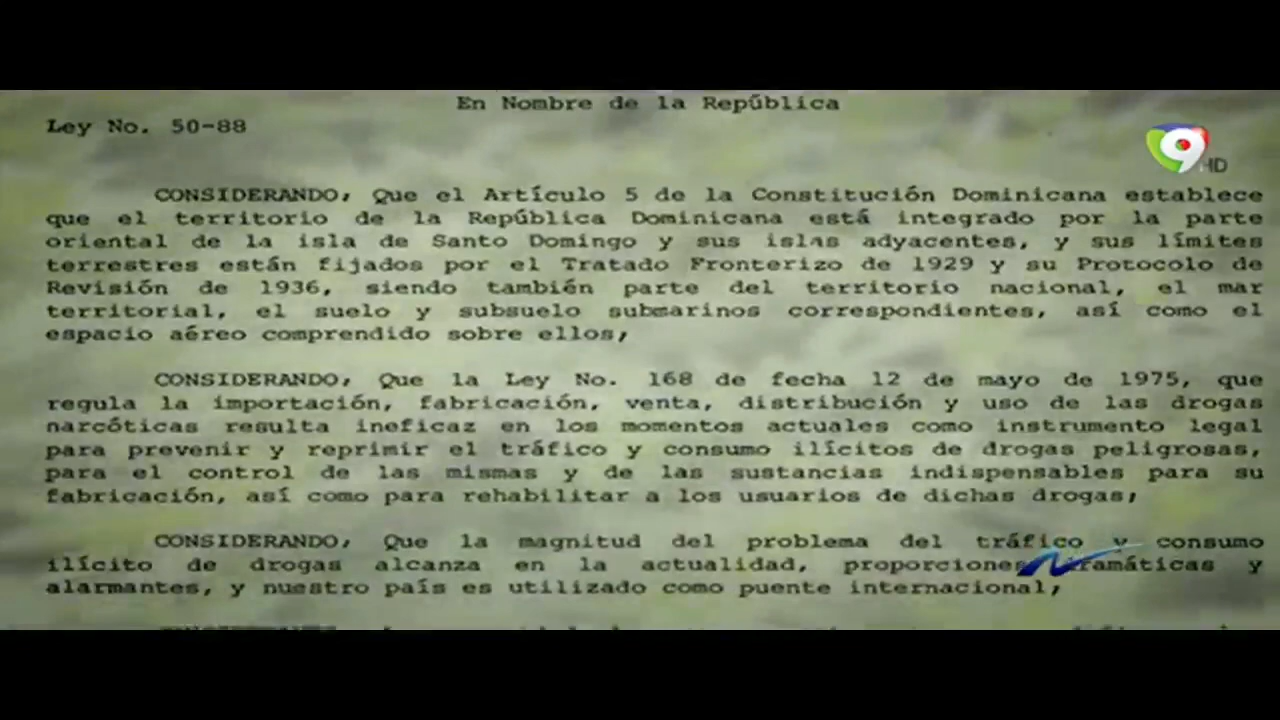 En Nombre de la República
Ley No. 50-88
9
HD
CONSIDERANDO, Que el Artículo 5 de la Constitución Dominicana establece
que el territorio de la República Dominicana está integrado por la parte
oriental de la isla de Santo Domingo y sus islas adyacentes, y sus límites
terrestres están fijados por el Tratado Fronterizo de 1929 y su Protocolo de
Revisión de 1936, siendo también parte del territorio nacional, el mar
territorial, el suelo y subsuelo submarinos correspondientes, así como el
espacio aéreo comprendido sobre ellos,
CONSIDERANDO, Que la Ley No. 168 de fecha 12 de mayo de 1975, que
regula la importación, fabricación, venta, distribución y uso de las drogas
narcóticas resulta ineficaz en los momentos actuales como instrumento legal
para prevenir y reprimir el tráfico y consumo ilícitos de drogas peligrosas,
para el control de las mismas y de las sustancias indispensables para su
fabricación, así como para rehabilitar a los usuarios de dichas drogas;
CONSIDERANDO, Que la magnitud del problema del tráfico y consumo
ilícito de drogas alcanza en la actualidad, proporciones dramáticas y
alarmantes, y nuestro país es utilizado como puente internacional,